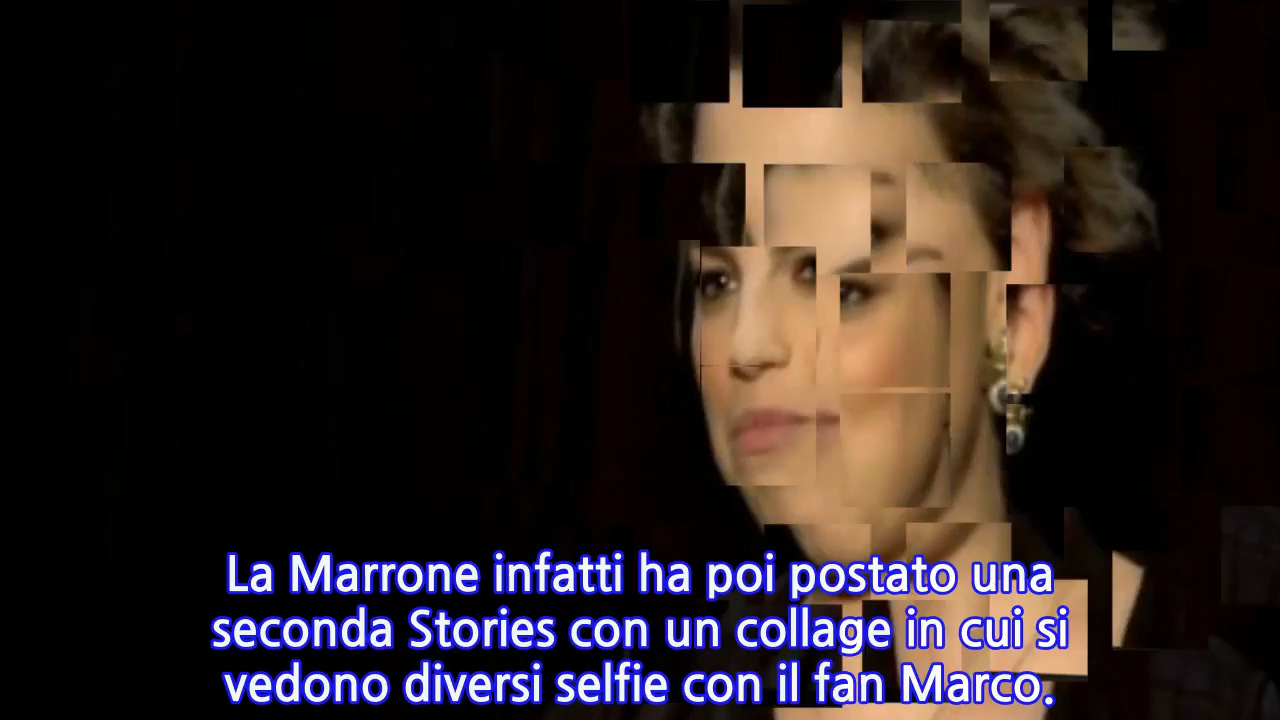 La Marrone infatti ha poi postato una
seconda Stories con un collage in cui si
vedono diversi selfie con il fan Marco.